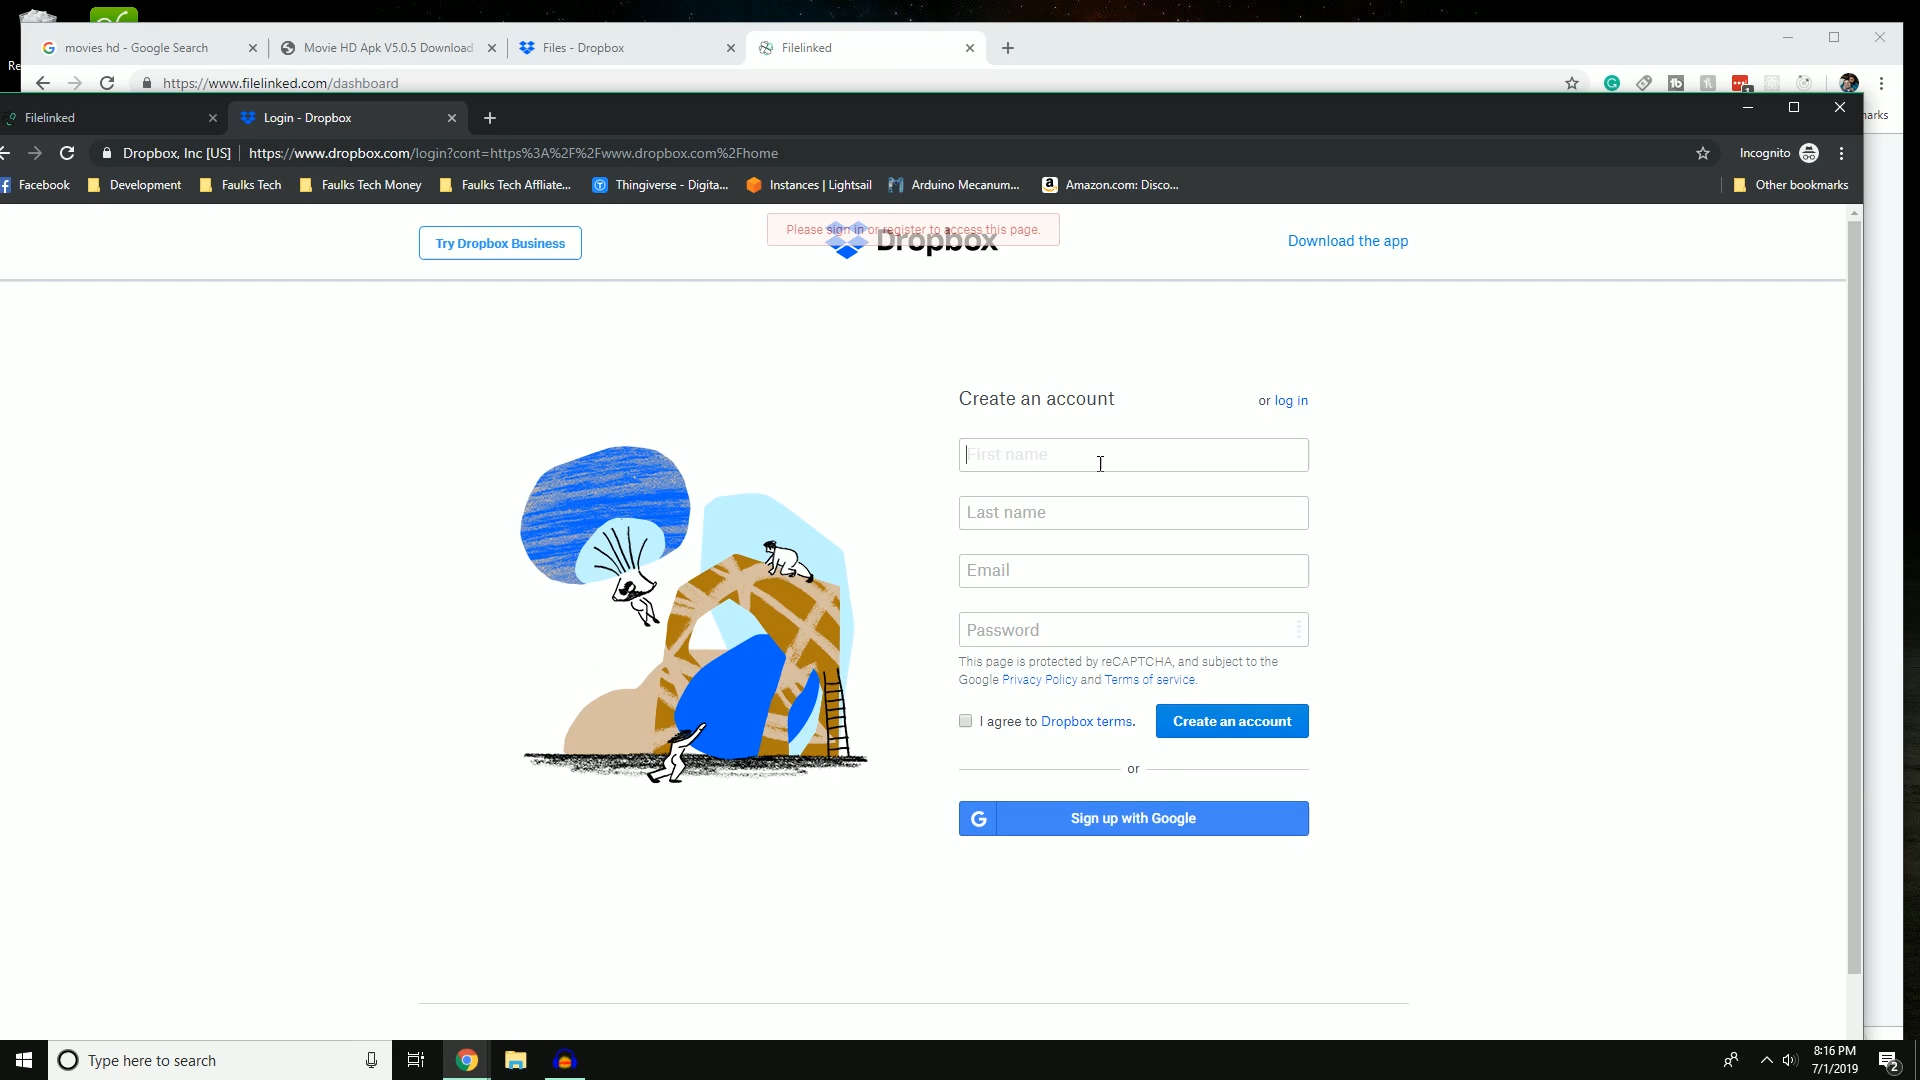 movies hd - Google Search
Movie HD Apk V5.0.5 Download
Files - Dropbox
Filelinked
https://www.filelinked.com/dashboard
Filelinked
Login - Dropbox
Dropbox, Inc [US]
https://www.dropbox.com/login?cont=https%3A%2F%2Fwww.dropbox.com%2Fhome
Incognito
Facebook
Development
Faulks Tech
Faulks Tech Money
Faulks Tech Affliate...
Thingiverse - Digita...
Instances | Lightsail
Arduino Mecanum...
Amazon.com: Disco...
Other bookmarks
Try Dropbox Business
Please sign in or register to access this page.
Dropbox
Download the app
Create an account
or log in
First name
Last name
Email
Password
This page is protected by reCAPTCHA, and subject to the
Google Privacy Policy and Terms of service.
I agree to Dropbox terms.
Create an account
or
Sign up with Google
Type here to search
8:16 PM
7/1/2019
2